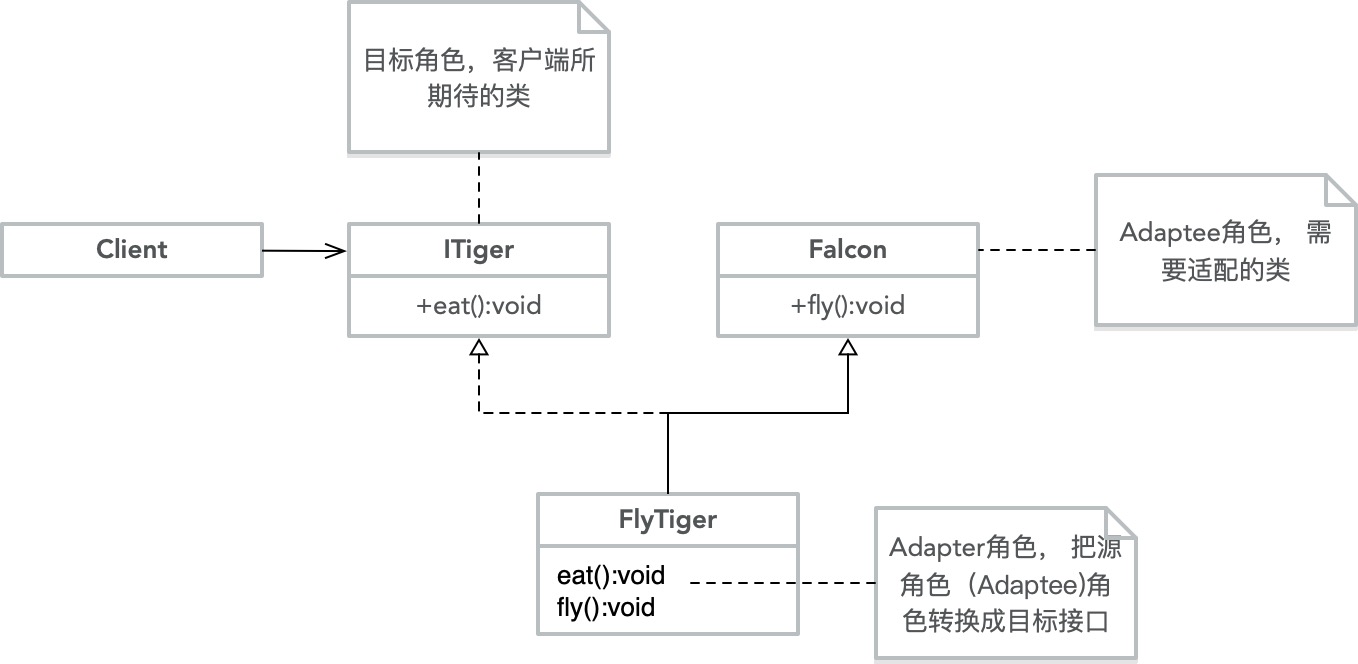 目标角色，客户端所
期待的类
Client
ITiger
+eat():void
Falcon
+fly():void
Adaptee角色， 需
要适配的类
FlyTiger
eat():void
fly():void
Adapter角色， 把源
角色（Adaptee)角
色转换成目标接口